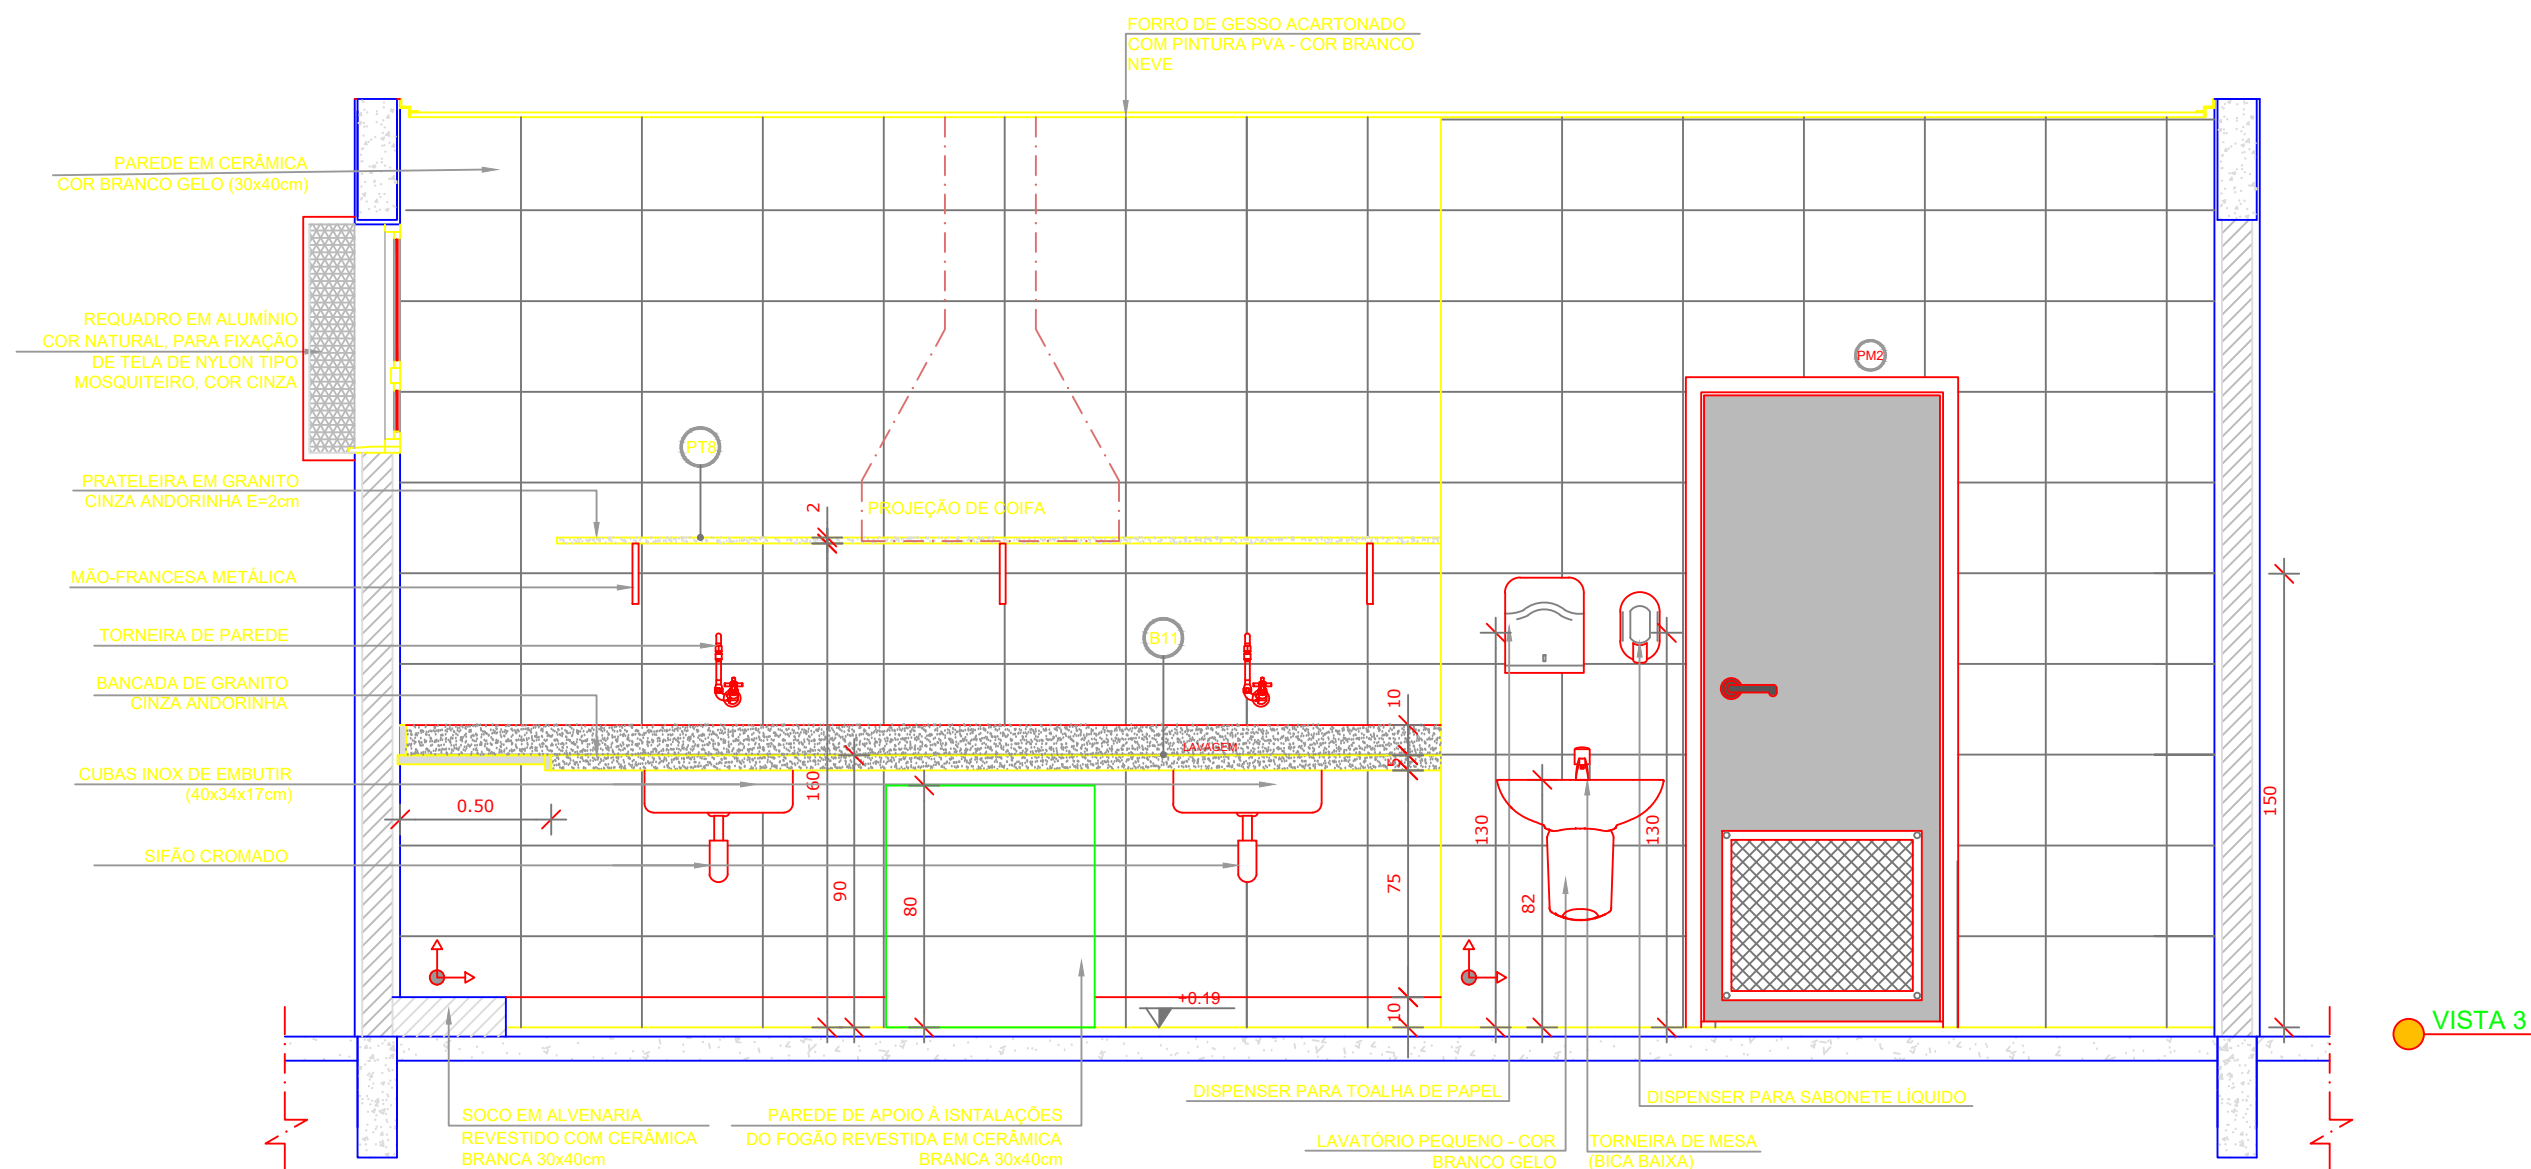 FORRO DE GESSO ACARTONADO
COM PINTURA PVA - COR BRANCO
NEVE
PAREDE EM CERÂMICA
COR BRANCO GELO (30x40cm)
REQUADRO EM ALUMÍNIO
COR NATURAL, PARA FIXAÇÃO
DE TELA DE NYLON TIPO
MOSQUITEIRO, COR CINZA
PM2
PT8
PRATELEIRA EM GRANITO
CINZA ANDORINHA E=2cm
2
PROJEÇÃO DE COIFA
MÃO-FRANCESA METÁLICA
TORNEIRA DE PAREDE
B11
BANCADA DE GRANITO
CINZA ANDORINHA
10
LAVAGEM
5
CUBAS INOX DE EMBUTIR
(40x34x17cm)
0.50
160
150
130
130
SIFÃO CROMADO
90
80
75
82
+0.19
10
VISTA 3
DISPENSER PARA TOALHA DE PAPEL
DISPENSER PARA SABONETE LÍQUIDO
SOCO EM ALVENARIA
REVESTIDO COM CERÂMICA
BRANCA 30x40cm
PAREDE DE APOIO À ISNTALAÇÕES
DO FOGÃO REVESTIDA EM CERÂMICA
BRANCA 30x40cm
LAVATÓRIO PEQUENO - COR
BRANCO GELO
TORNEIRA DE MESA
(BICA BAIXA)